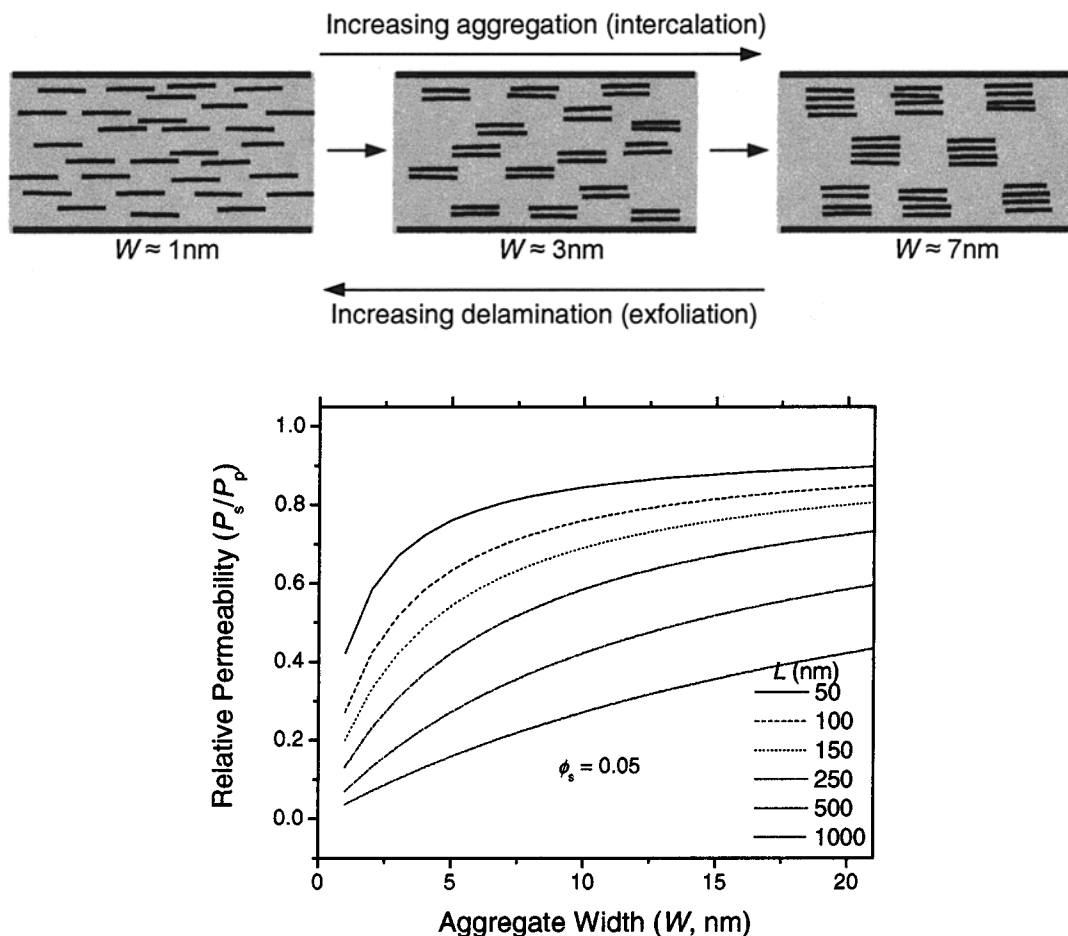 Increasing aggregation (intercalation)
W ≈ 1nm
W ≈ 3nm
W ≈ 7nm
Increasing delamination (exfoliation)
Relative Permeability (Ps/Pp)
1.0
0.8
0.6
0.4
0.2
0.0
L (nm)
50
100
150
250
500
1000
ϕs = 0.05
0
5
10
15
20
Aggregate Width (W, nm)